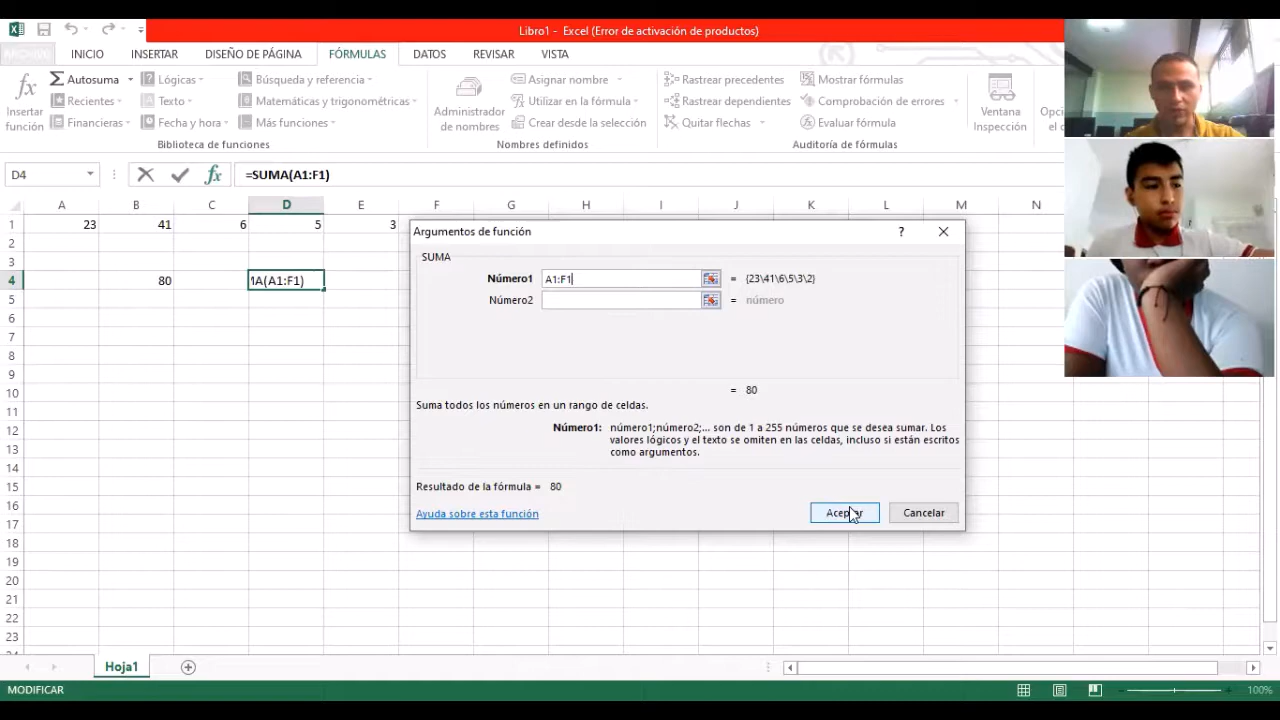 Libro1 - Excel (Error de activación de productos)
ARCHIVO INICIO INSERTAR DISEÑO DE PÁGINA FÓRMULAS DATOS REVISAR VISTA
Autosuma Lógicas Búsqueda y referencia Asignar nombre Rastrear precedentes Mostrar fórmulas
Recientes Texto Matemáticas y trigonométricas Utilizar en la fórmula Rastrear dependientes Comprobación de errores
Financieras Fecha y hora Más funciones Crear desde la selección Quitar flechas Evaluar fórmula
Insertar función
Administrador de nombres
Ventana Inspección
Biblioteca de funciones Nombres definidos Auditoría de fórmulas
D4 fx =SUMA(A1:F1)
A B C D E F G H I J K L M N
1 23 41 6 5 3
2
3
4 80 1A(A1:F1)
5
6
7
8
9
10
11
12
13
14
15
16
17
18
19
20
21
22
23
Argumentos de función ?
SUMA
Número1 A1:F1 = {23\41\6\5\3\2}
Número2 = número
= 80
Suma todos los números en un rango de celdas.
Número1: número1;número2;... son de 1 a 255 números que se desea sumar. Los
valores lógicos y el texto se omiten en las celdas, incluso si están escritos
como argumentos.
Resultado de la fórmula = 80
Ayuda sobre esta función Aceptar Cancelar
Hoja1
MODIFICAR 100%